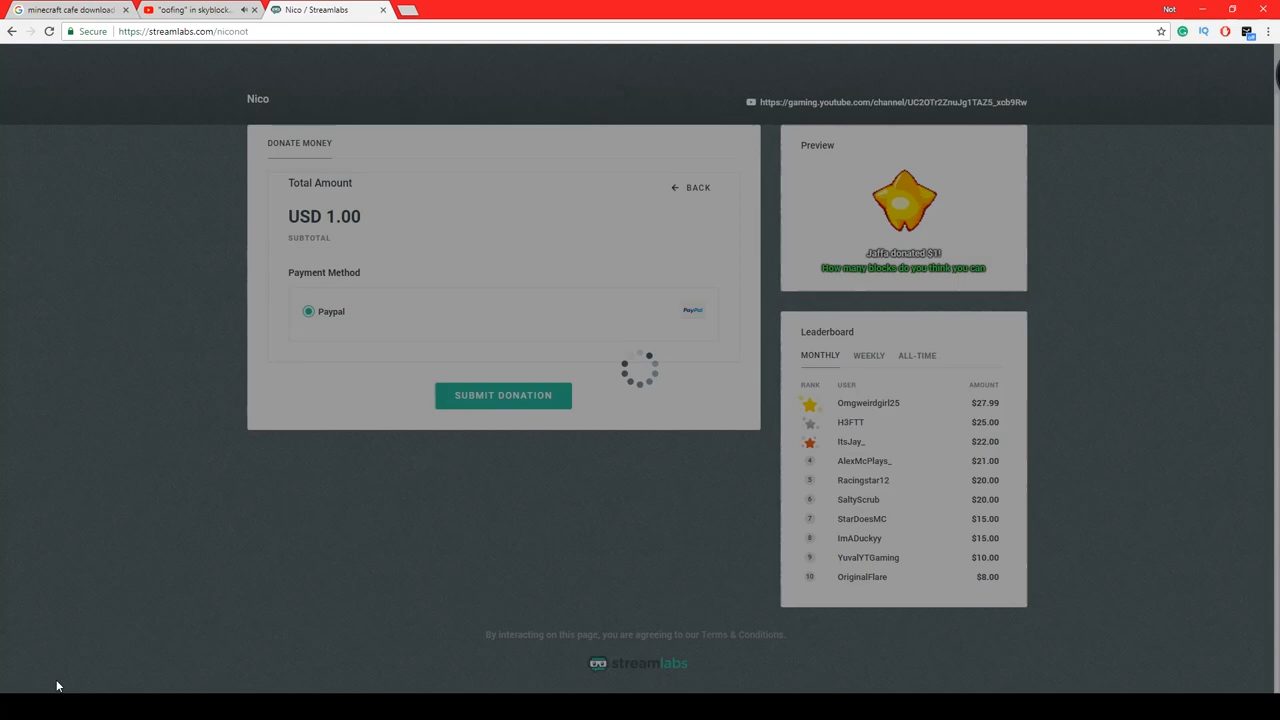 minecraft cafe download
"oofing" in skyblock...
Nico / Streamlabs
Not
Secure
https://streamlabs.com/niconot
Nico
https://gaming.youtube.com/channel/UC2OTr2ZnuJg1TAZ5_xcb9Rw
DONATE MONEY
Total Amount
BACK
USD 1.00
SUBTOTAL
Payment Method
Paypal
PayPal
SUBMIT DONATION
Preview
Jaffa donated $1!
How many blocks do you think you can
Leaderboard
MONTHLY WEEKLY ALL-TIME
RANK USER AMOUNT
Omgweirdgirl25 $27.99
H3FTT $25.00
ItsJay_ $22.00
4 AlexMcPlays_ $21.00
5 Racingstar12 $20.00
6 SaltyScrub $20.00
7 StarDoesMC $15.00
8 ImADuckyy $15.00
9 YuvalYTGaming $10.00
10 OriginalFlare $8.00
By interacting on this page, you are agreeing to our Terms & Conditions.
streamlabs